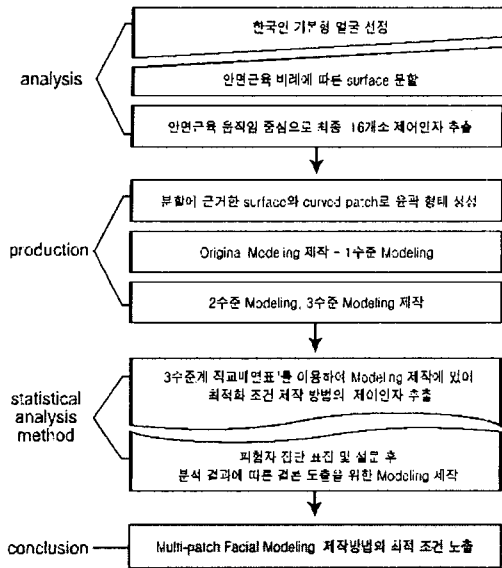 한국인 기본형 얼굴 선정
analysis
안면근육 비례에 따른 surface 분할
안면근육 움직임 중심으로 최종 16개소 제어인자 추출
분할에 근거한 surface와 curved patch로 윤곽 형태 생성
production
Original Modeling 제작 - 1수준 Modeling
2수준 Modeling, 3수준 Modeling 제작
3수준계 직교배열표'를 이용하여 Modeling 제작에 있어
최적화 조건 제작 방법의 제어인자 추출
statistical
analysis
method
피험자 집단 표집 및 설문 후
분석 결과에 따른 결론 도출을 위한 Modeling 제작
conclusion
Multi-patch Facial Modeling 제작방법의 최적 조건 도출